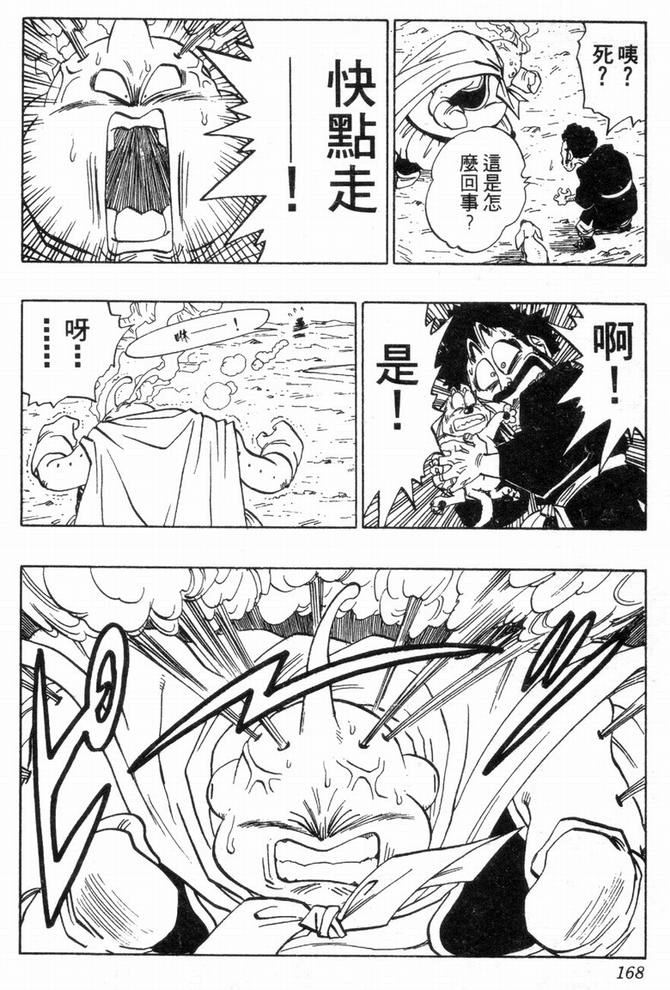 咦？
死？
這是怎
麼回事？
快點走
——！
啊！
是！
咻——！
呀…
……
168